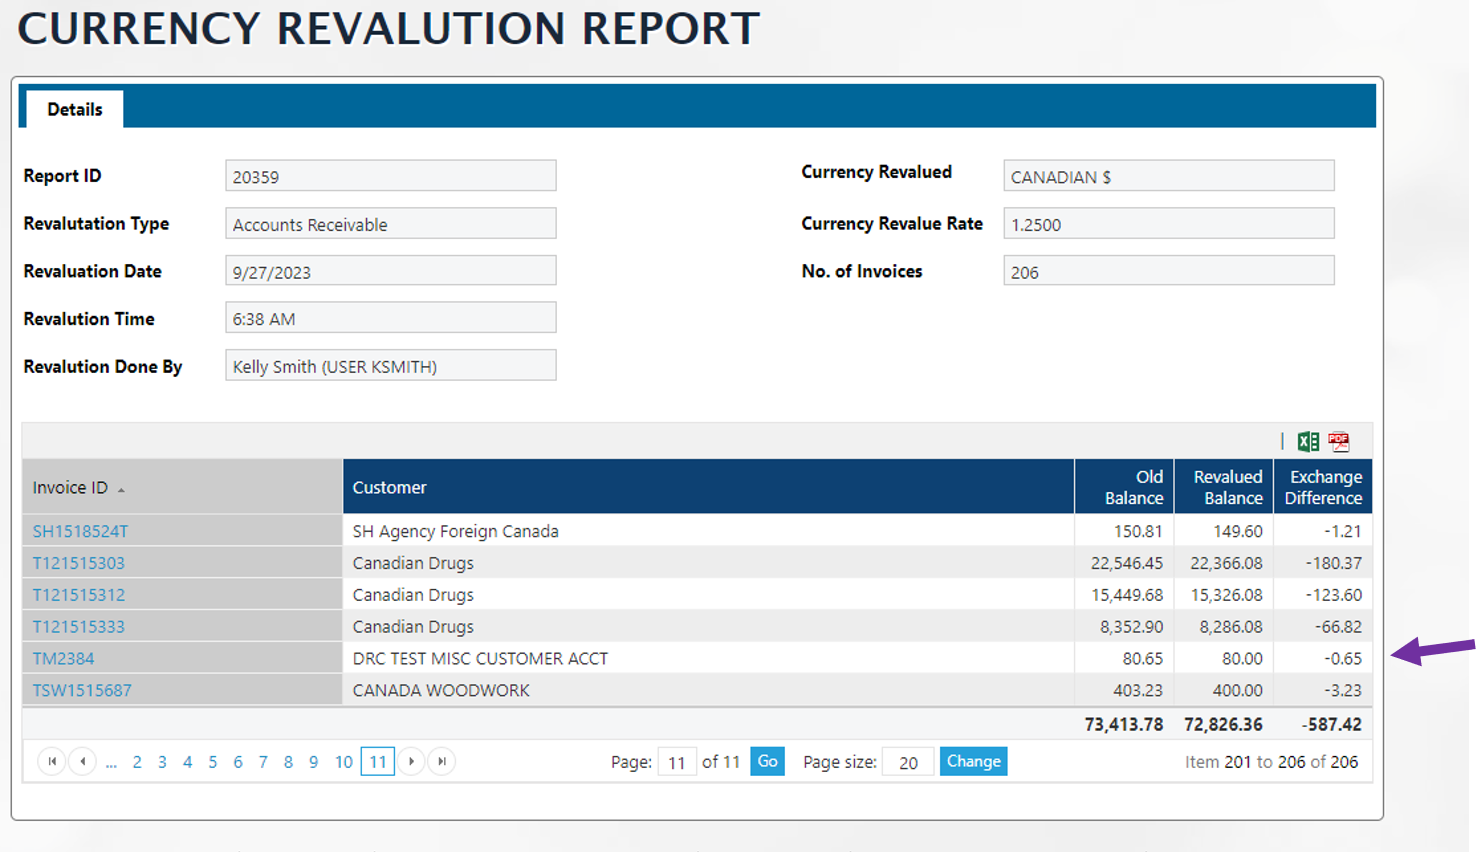 CURRENCY REVALUTION REPORT
Details
Report ID 20359
Currency Revalued CANADIAN $
Revalutation Type Accounts Receivable
Currency Revalue Rate 1.2500
Revaluation Date 9/27/2023
No. of Invoices 206
Revalution Time 6:38 AM
Revalution Done By Kelly Smith (USER KSMITH)
PDF
Invoice ID Customer Old Balance Revalued Balance Exchange Difference
SH1518524T SH Agency Foreign Canada 150.81 149.60 -1.21
T121515303 Canadian Drugs 22,546.45 22,366.08 -180.37
T121515312 Canadian Drugs 15,449.68 15,326.08 -123.60
T121515333 Canadian Drugs 8,352.90 8,286.08 -66.82
TM2384 DRC TEST MISC CUSTOMER ACCT 80.65 80.00 -0.65
TSW1515687 CANADA WOODWORK 403.23 400.00 -3.23
73,413.78 72,826.36 -587.42
... 2 3 4 5 6 7 8 9 10 11 Page: 11 of 11 Go Page size: 20 Change Item 201 to 206 of 206